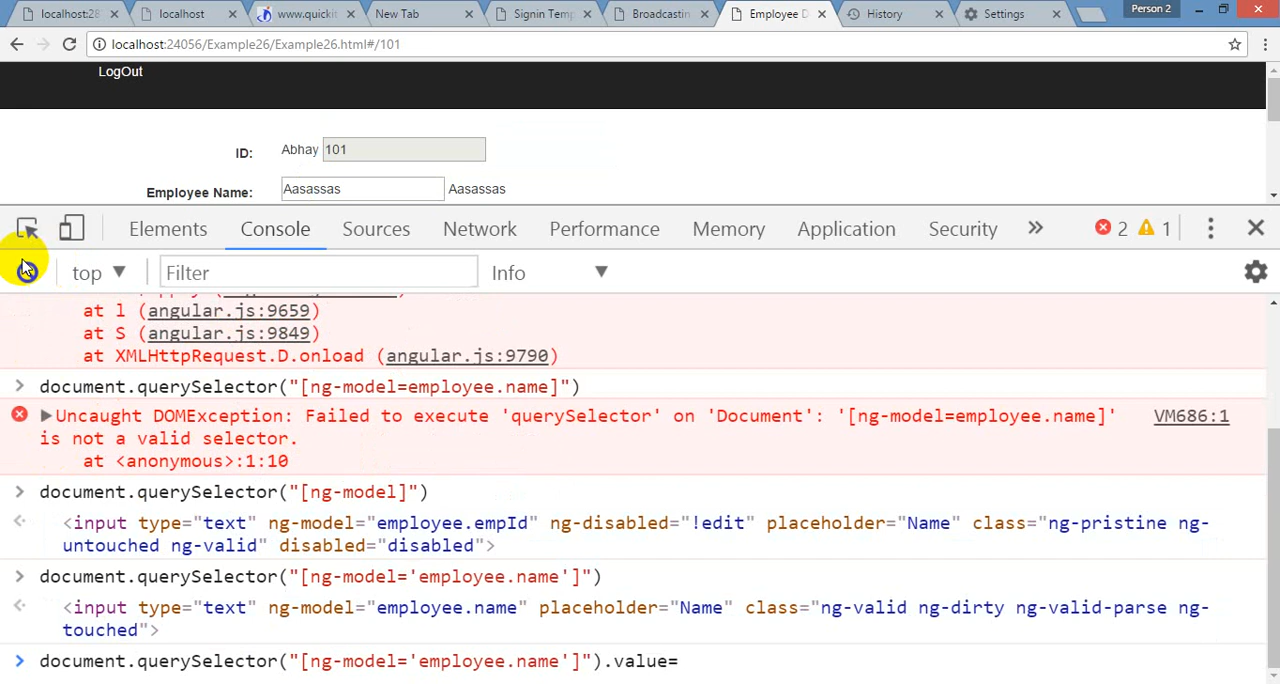 localhost:28 localhost www.quickit New Tab Signin Temp Broadcastin Employee D History Settings Person 2
localhost:24056/Example26/Example26.html#/101
LogOut
ID: Abhay 101
Employee Name: Aasassas Aasassas
Elements Console Sources Network Performance Memory Application Security » 2 1
top ▼ Filter Info ▼
at l (angular.js:9659)
at S (angular.js:9849)
at XMLHttpRequest.D.onload (angular.js:9790)
> document.querySelector("[ng-model=employee.name]")
▶Uncaught DOMException: Failed to execute 'querySelector' on 'Document': '[ng-model=employee.name]' VM686:1
is not a valid selector.
at <anonymous>:1:10
> document.querySelector("[ng-model]")
<input type="text" ng-model="employee.empId" ng-disabled="!edit" placeholder="Name" class="ng-pristine ng-
untouched ng-valid" disabled="disabled">
> document.querySelector("[ng-model='employee.name']")
<input type="text" ng-model="employee.name" placeholder="Name" class="ng-valid ng-dirty ng-valid-parse ng-
touched">
> document.querySelector("[ng-model='employee.name']").value=